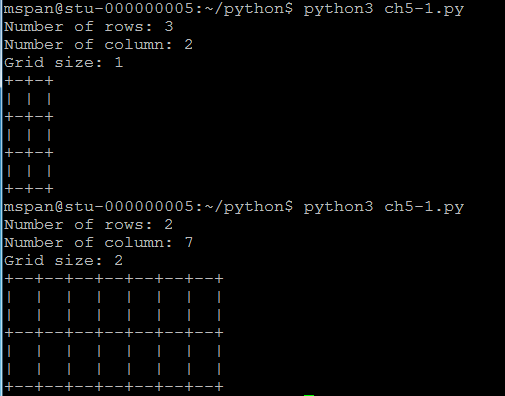 mspan@stu-000000005:~/python$ python3 ch5-1.py
Number of rows: 3
Number of column: 2
Grid size: 1
+-+-+
| | |
+-+-+
| | |
+-+-+
| | |
+-+-+
mspan@stu-000000005:~/python$ python3 ch5-1.py
Number of rows: 2
Number of column: 7
Grid size: 2
+--+--+--+--+--+--+--+
|  |  |  |  |  |  |  |
|  |  |  |  |  |  |  |
+--+--+--+--+--+--+--+
|  |  |  |  |  |  |  |
|  |  |  |  |  |  |  |
+--+--+--+--+--+--+--+